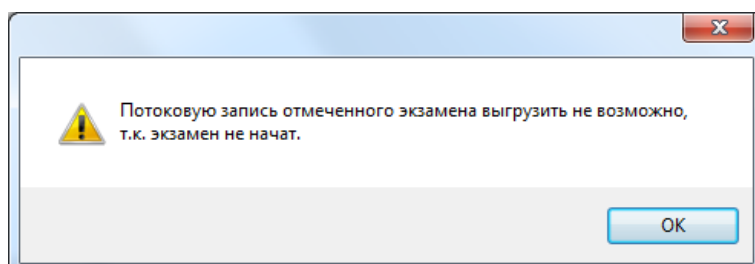 Потоковую запись отмеченного экзамена выгрузить не возможно,
т.к. экзамен не начат.
OK